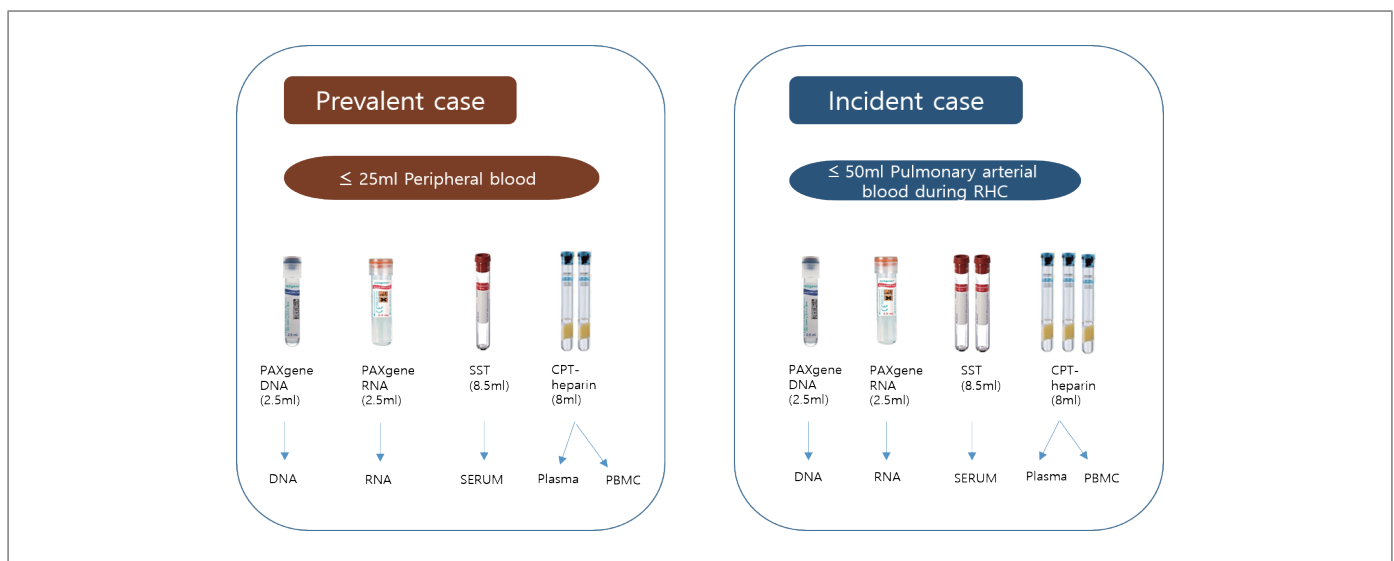 Prevalent case
≤ 25ml Peripheral blood
PAXgene
DNA
(2.5ml)
PAXgene
RNA
(2.5ml)
SST
(8.5ml)
CPT-
heparin
(8ml)
DNA
RNA
SERUM
Plasma
PBMC
Incident case
≤ 50ml Pulmonary arterial
blood during RHC
PAXgene
DNA
(2.5ml)
PAXgene
RNA
(2.5ml)
SST
(8.5ml)
CPT-
heparin
(8ml)
DNA
RNA
SERUM
Plasma
PBMC